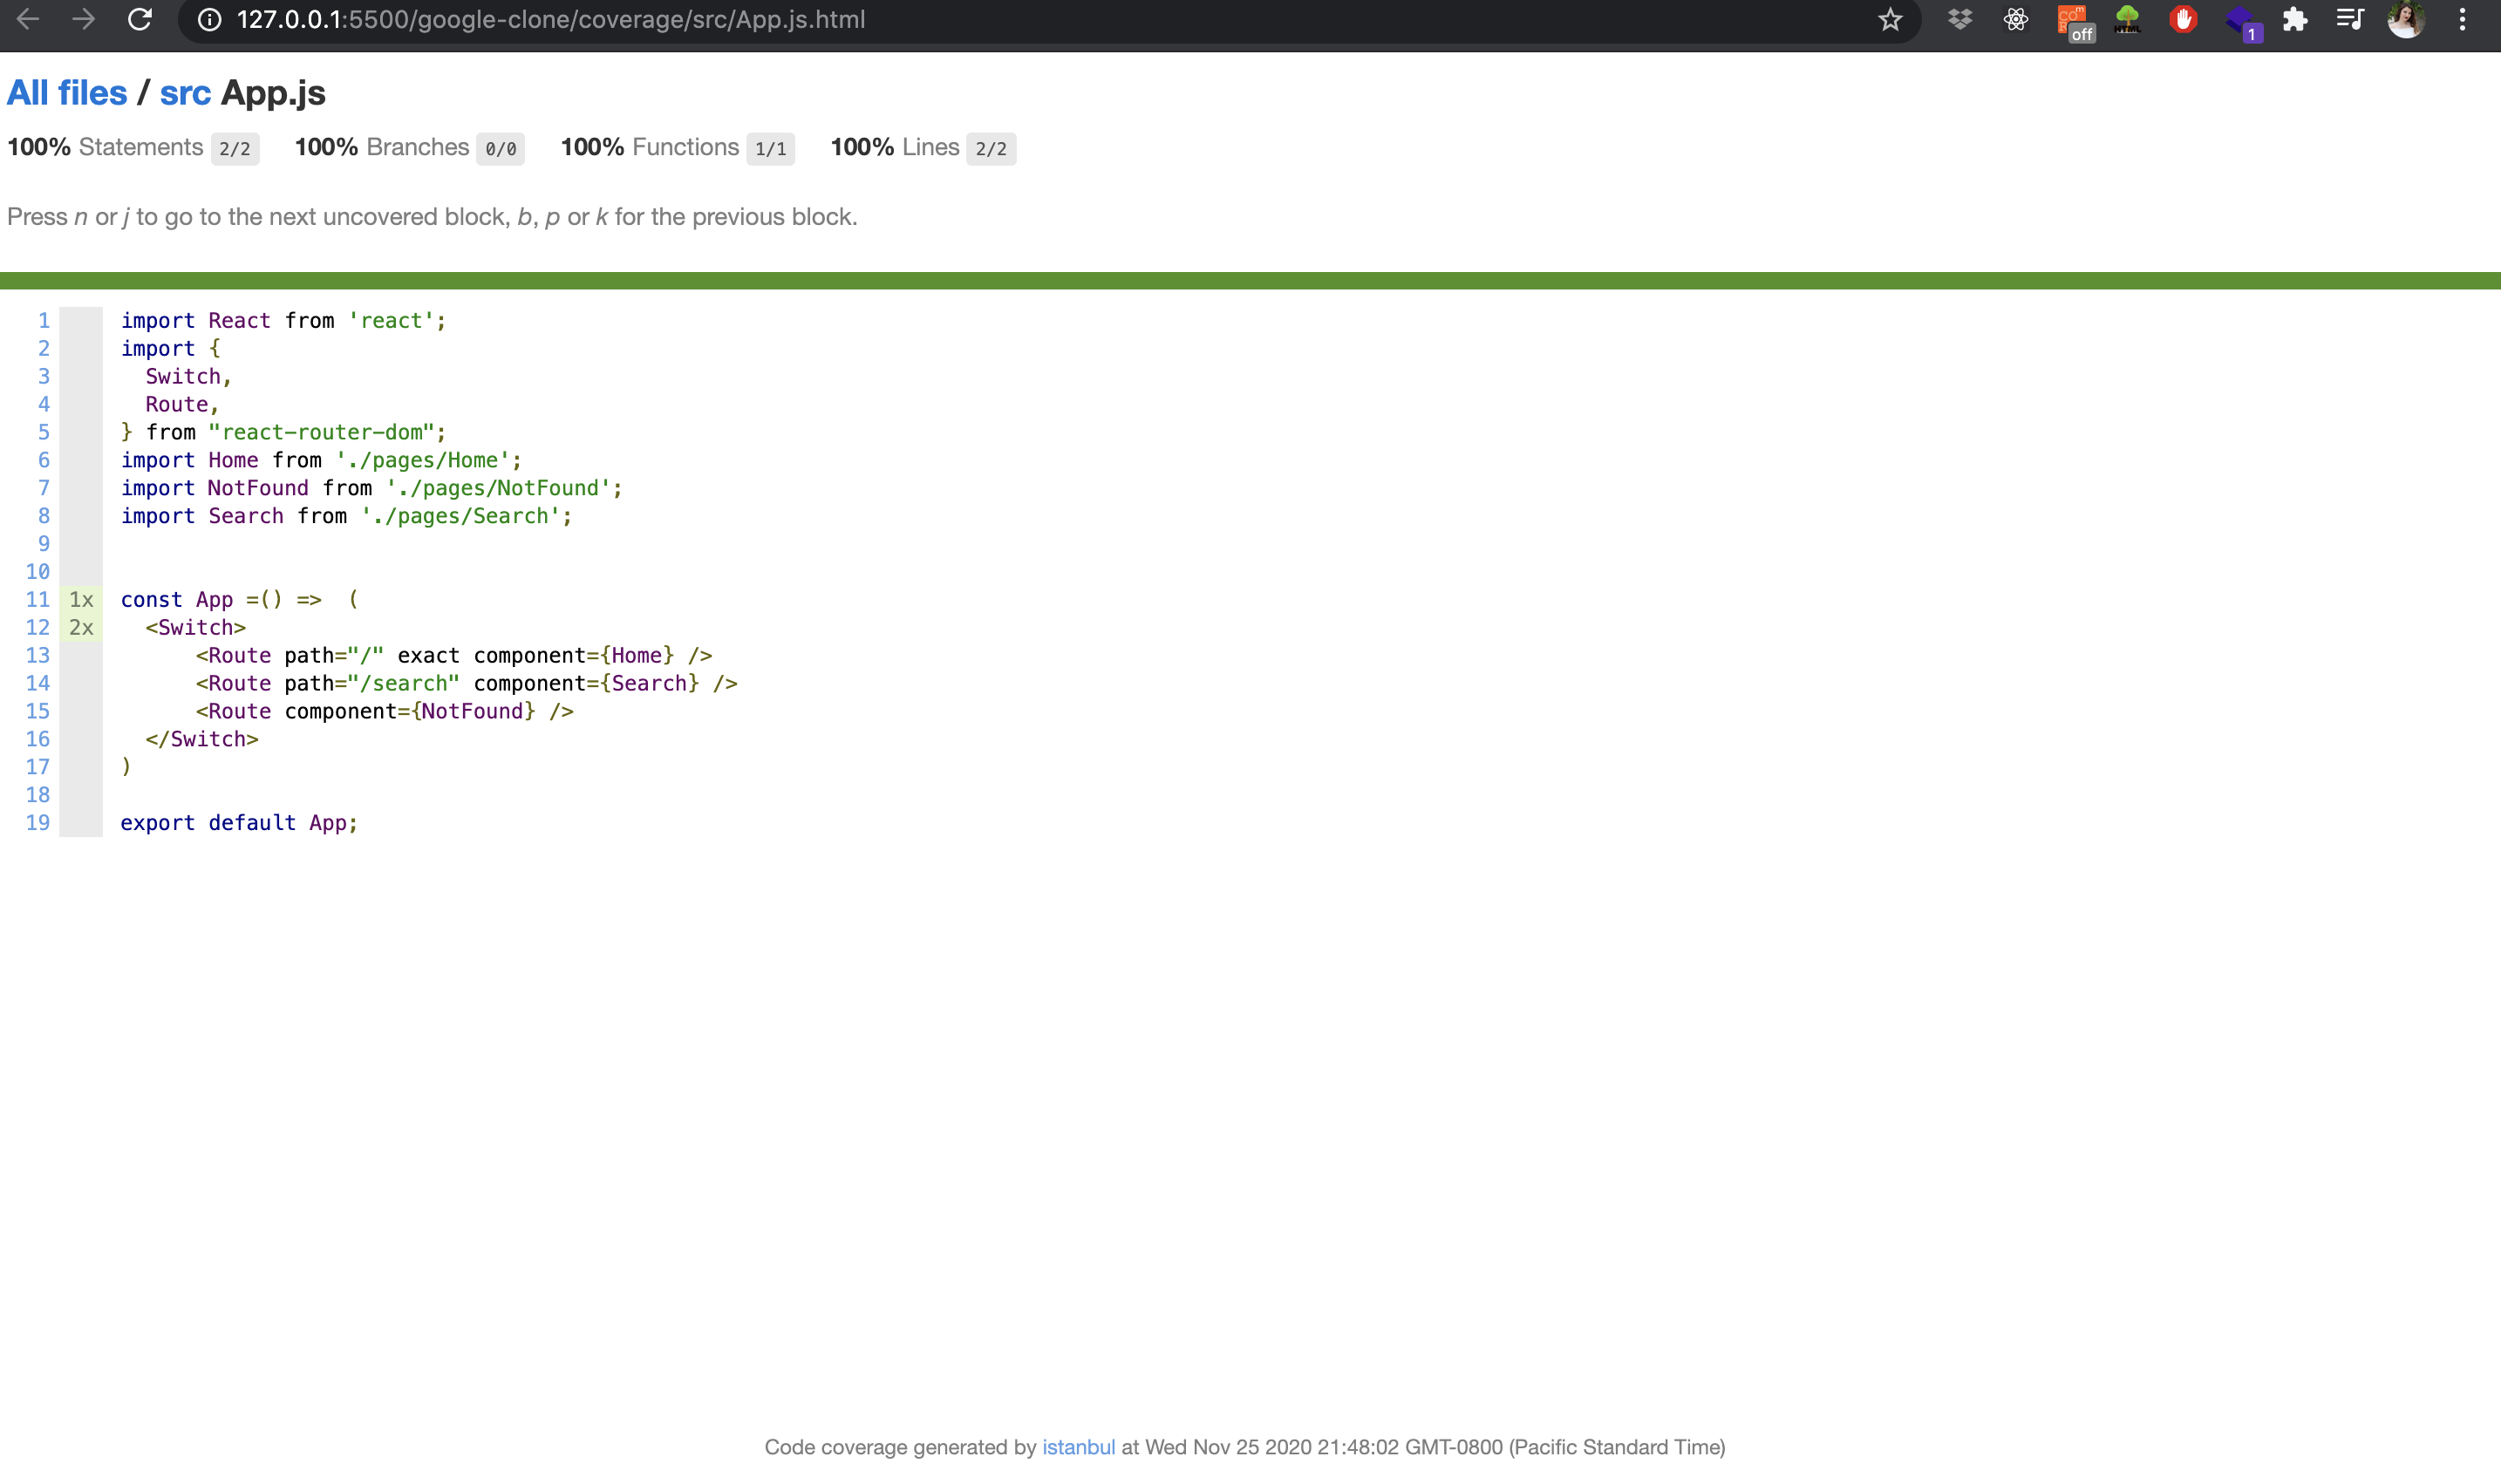 127.0.0.1:5500/google-clone/coverage/src/App.js.html
off
HTML
1
All files / src App.js
100% Statements 2/2 100% Branches 0/0 100% Functions 1/1 100% Lines 2/2
Press n or j to go to the next uncovered block, b, p or k for the previous block.
1 import React from 'react';
2 import {
3   Switch,
4   Route,
5 } from "react-router-dom";
6 import Home from './pages/Home';
7 import NotFound from './pages/NotFound';
8 import Search from './pages/Search';
9
10
11 1x const App =() =>  (
12 2x   <Switch>
13       <Route path="/" exact component={Home} />
14       <Route path="/search" component={Search} />
15       <Route component={NotFound} />
16   </Switch>
17 )
18
19 export default App;
Code coverage generated by istanbul at Wed Nov 25 2020 21:48:02 GMT-0800 (Pacific Standard Time)